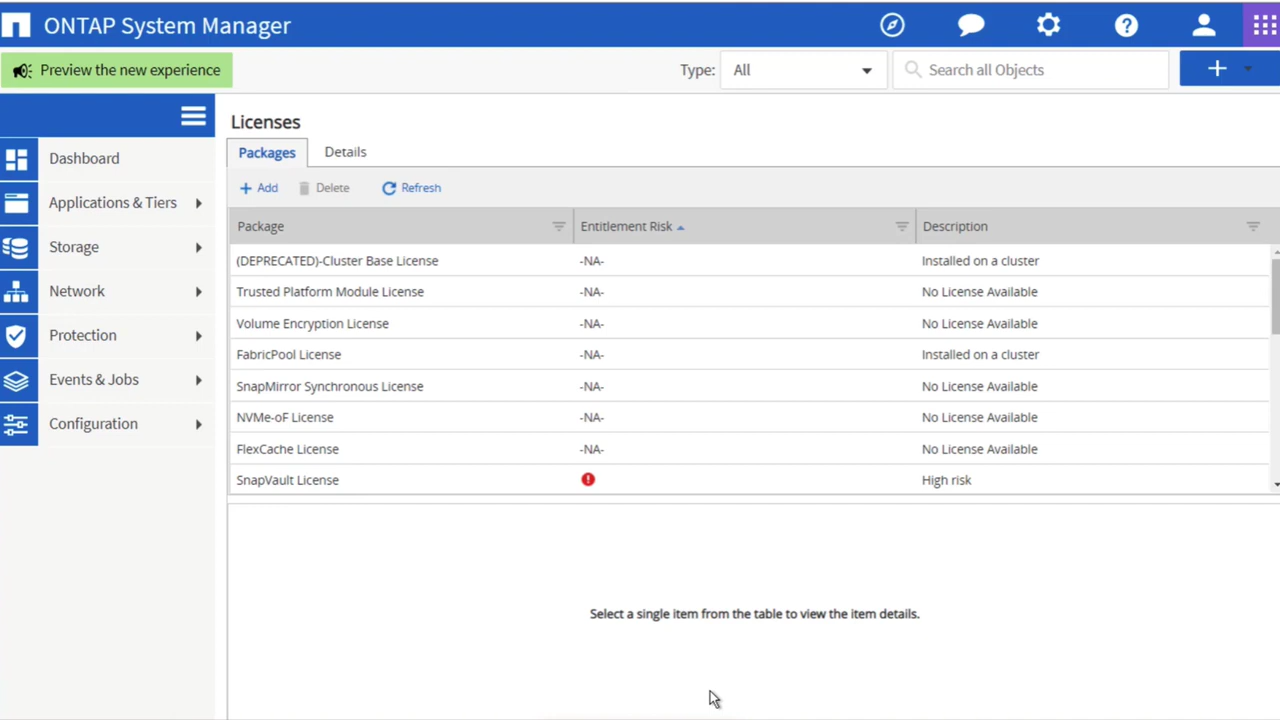 ONTAP System Manager
Preview the new experience
Type: All Search all Objects
Dashboard
Applications & Tiers
Storage
Network
Protection
Events & Jobs
Configuration
Licenses
Packages Details
Add Delete Refresh
Package Entitlement Risk Description
(DEPRECATED)-Cluster Base License -NA- Installed on a cluster
Trusted Platform Module License -NA- No License Available
Volume Encryption License -NA- No License Available
FabricPool License -NA- Installed on a cluster
SnapMirror Synchronous License -NA- No License Available
NVMe-oF License -NA- No License Available
FlexCache License -NA- No License Available
SnapVault License High risk
Select a single item from the table to view the item details.